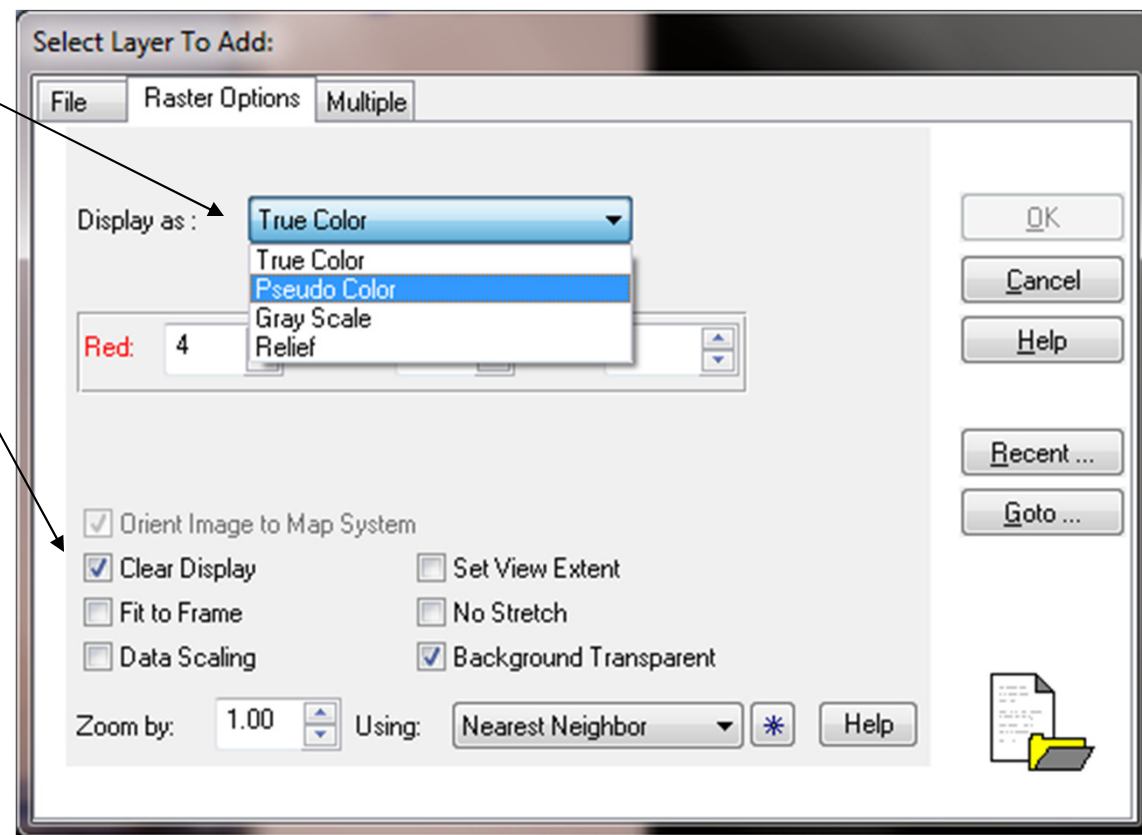 Select Layer To Add:
File Raster Options Multiple
Display as : True Color
True Color
Pseudo Color
Gray Scale
Relief
Red: 4
OK
Cancel
Help
Recent ...
Goto ...
Orient Image to Map System
Clear Display Set View Extent
Fit to Frame No Stretch
Data Scaling Background Transparent
Zoom by: 1.00 Using: Nearest Neighbor * Help